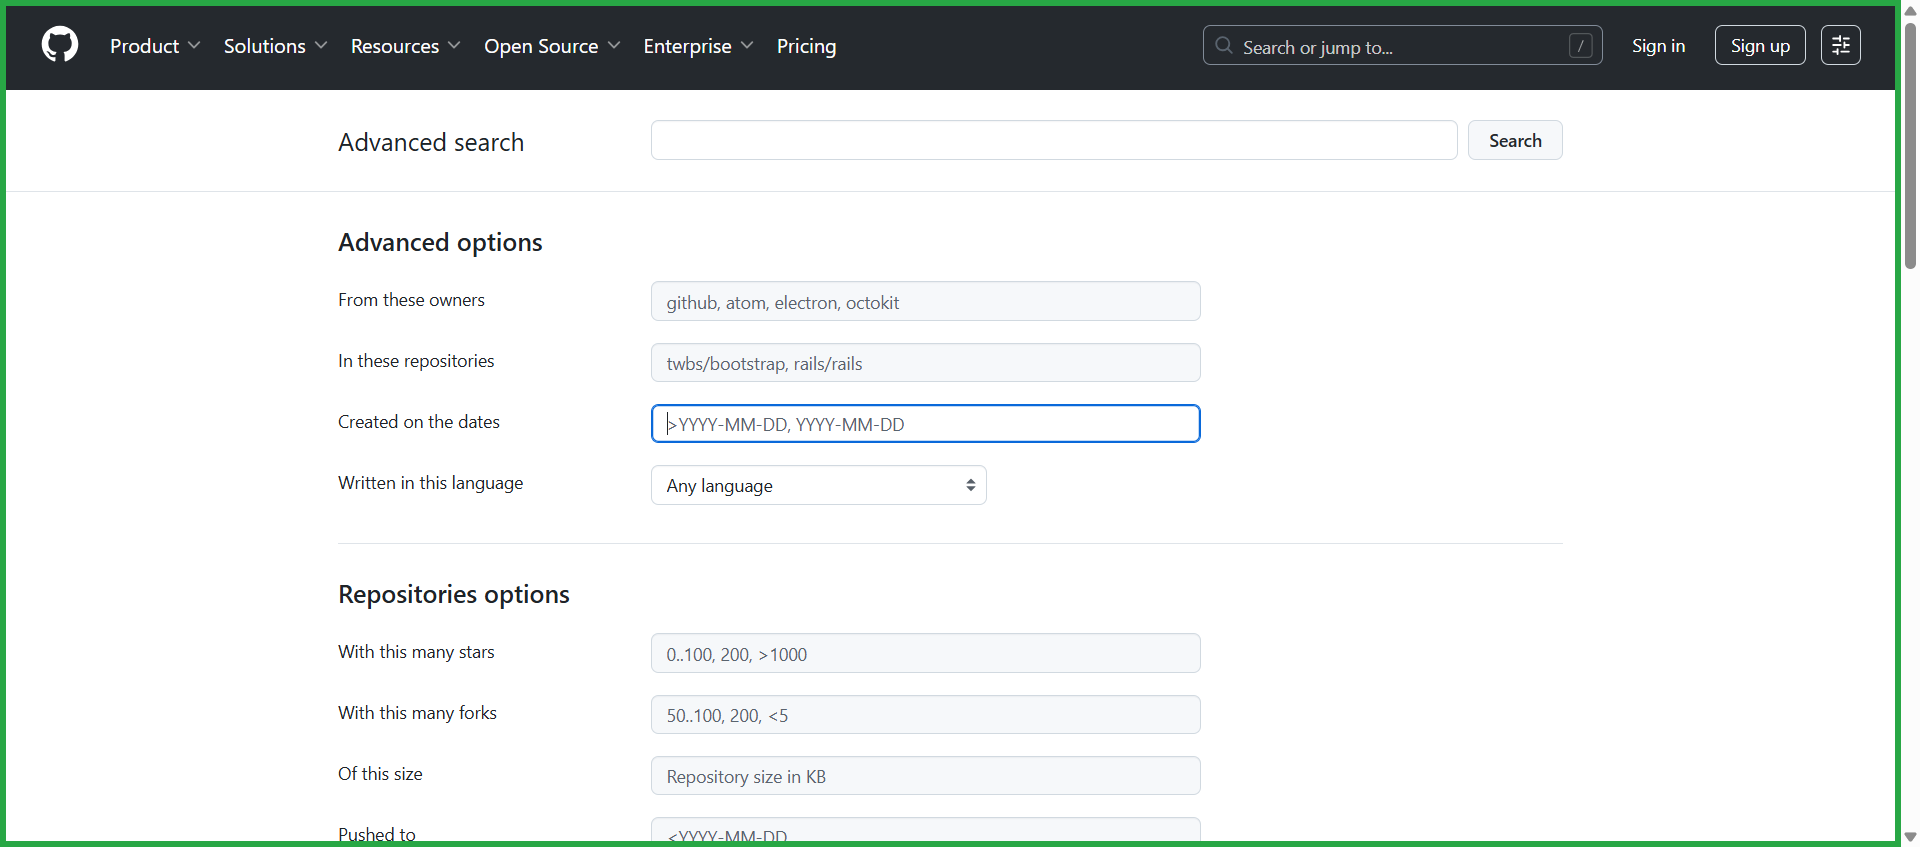 Product Solutions Resources Open Source Enterprise Pricing Search or jump to... / Sign in Sign up
Advanced search Search
Advanced options
From these owners github, atom, electron, octokit
In these repositories twbs/bootstrap, rails/rails
Created on the dates >YYYY-MM-DD, YYYY-MM-DD
Written in this language Any language
Repositories options
With this many stars 0..100, 200, >1000
With this many forks 50..100, 200, <5
Of this size Repository size in KB
Pushed to <YYYY-MM-DD